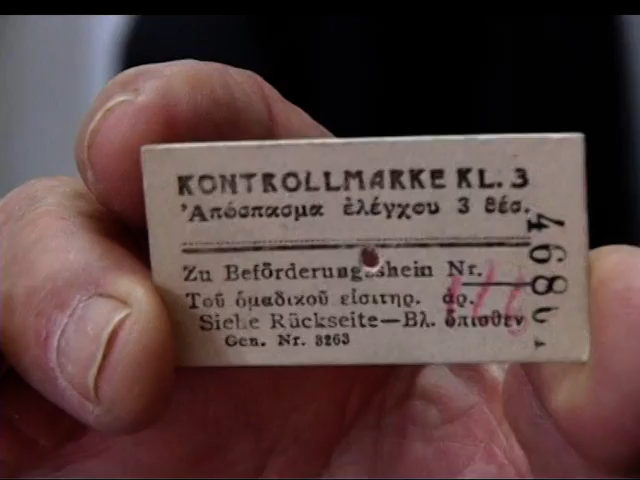 KONTROLLMARKE KL. 3
Ἀπόσπασμα ἐλέγχου 3 θέσ.
Zu Beförderungsshein Nr.
Τοῦ ὁμαδικοῦ εἰσιτηρ. ἀρ.
Siehe Rückseite—Βλ. ὄπισθεν
Gen. Nr. 3263